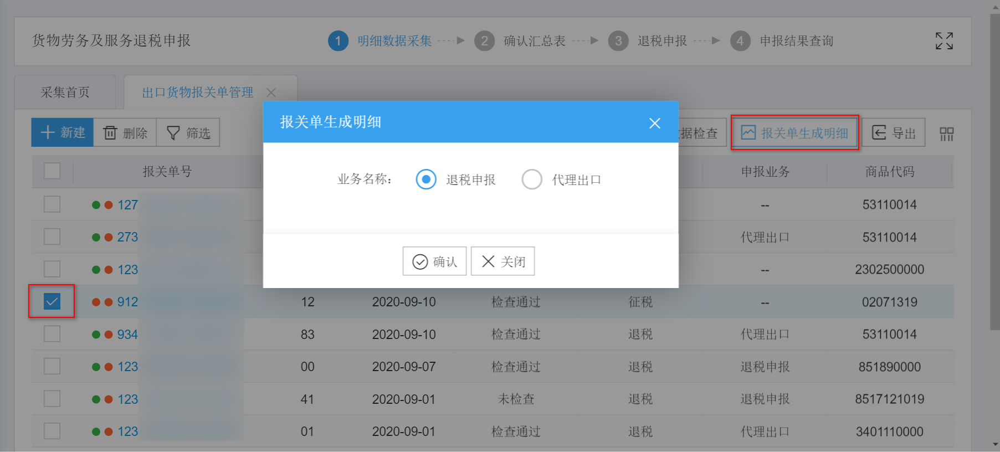 货物劳务及服务退税申报 1 明细数据采集 2 确认汇总表 3 退税申报 4 申报结果查询
采集首页 出口货物报关单管理
报关单生成明细
新建 删除 筛选 据检查 报关单生成明细 导出
报关单号 申报业务 商品代码
业务名称： 退税申报 代理出口
127 -- 53110014
273 代理出口 53110014
确认 关闭
123 -- 2302500000
912 12 2020-09-10 检查通过 征税 -- 02071319
934 83 2020-09-10 检查通过 退税 代理出口 53110014
123 00 2020-09-07 检查通过 退税 退税申报 851890000
123 41 2020-09-01 未检查 退税 退税申报 8517121019
123 01 2020-09-01 检查通过 退税 代理出口 3401110000